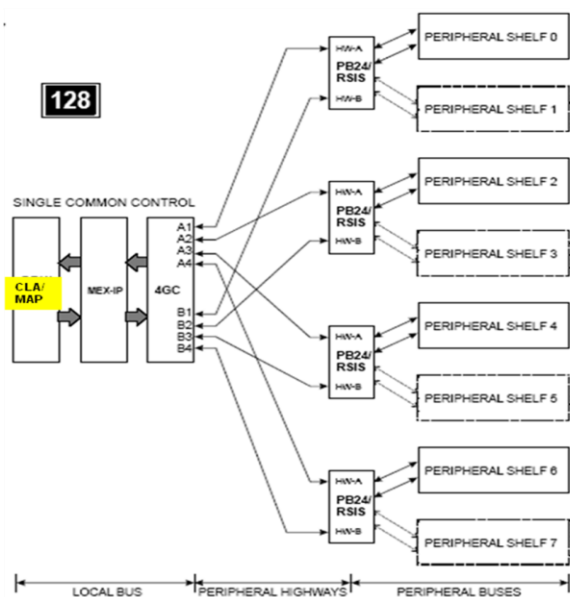 128
SINGLE COMMON CONTROL
CLA/
MAP
MEX-IP
4GC
A1
A2
A3
A4
B1
B2
B3
B4
HW-A
PB24/
RSIS
HW-B
HW-A
PB24/
RSIS
HW-B
HW-A
PB24/
RSIS
HW-B
HW-A
PB24/
RSIS
HW-B
PERIPHERAL SHELF 0
PERIPHERAL SHELF 1
PERIPHERAL SHELF 2
PERIPHERAL SHELF 3
PERIPHERAL SHELF 4
PERIPHERAL SHELF 5
PERIPHERAL SHELF 6
PERIPHERAL SHELF 7
LOCAL BUS
PERIPHERAL HIGHWAYS
PERIPHERAL BUSES